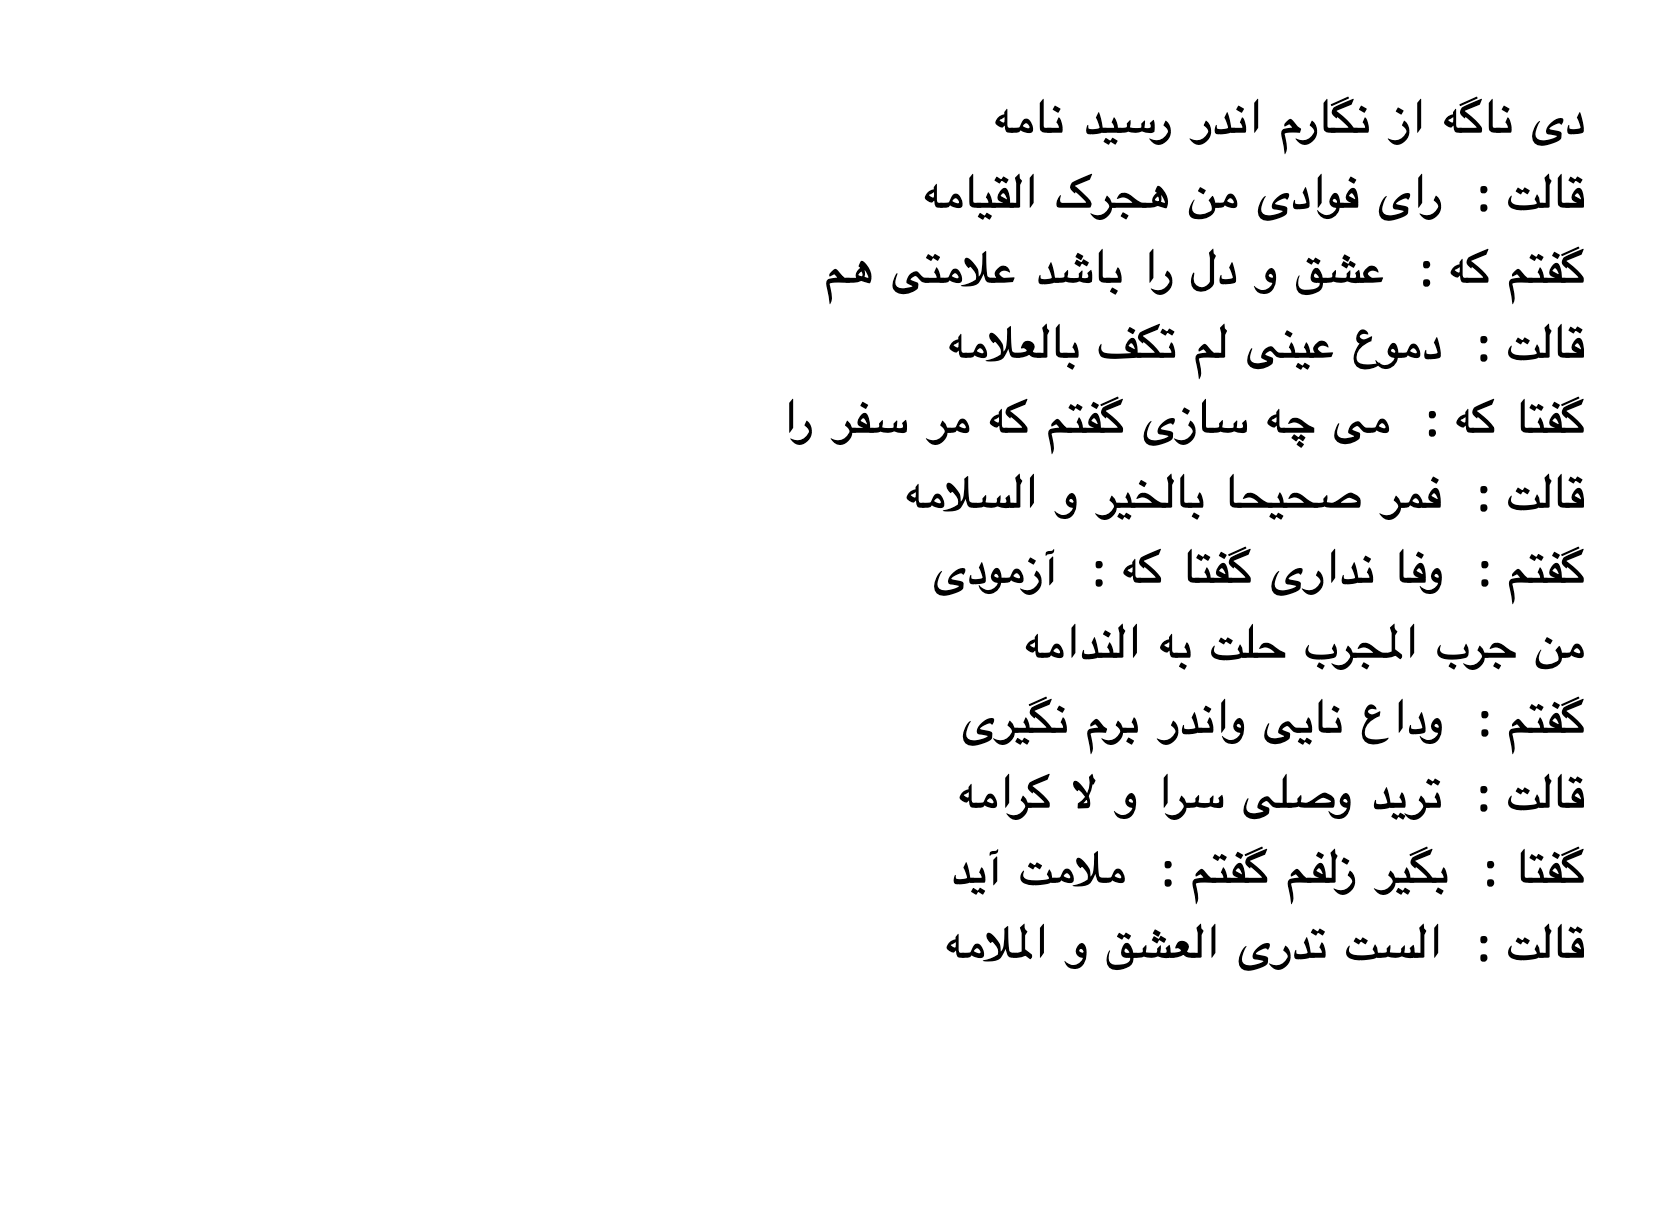 دی ناگه از نگارم اندر رسید نامه
قالت : رای فوادی من هجرک القیامه
گفتم که : عشق و دل را باشد علامتی هم
قالت : دموع عینی لم تکف بالعلامه
گفتا که : می چه سازی گفتم که مر سفر را
قالت : فمر صحیحا بالخیر و السلامه
گفتم : وفا نداری گفتا که : آزمودی
من جرب المجرب حلت به الندامه
گفتم : وداع نایی واندر برم نگیری
قالت : ترید وصلی سرا و لا کرامه
گفتا : بگیر زلفم گفتم : ملامت آید
قالت : الست تدری العشق و الملامه